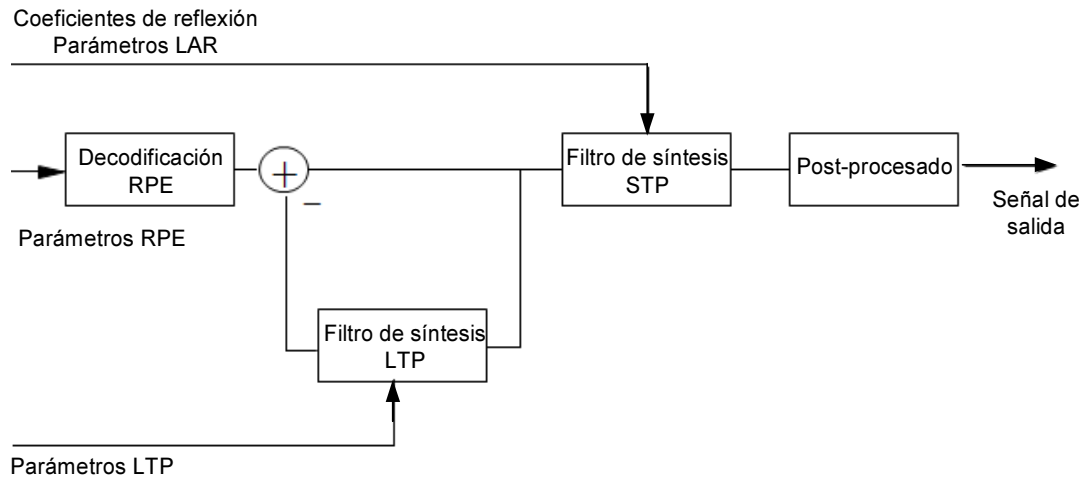 Coeficientes de reflexión
Parámetros LAR
Decodificación
RPE
+
−
Filtro de síntesis
STP
Post-procesado
Señal de
salida
Parámetros RPE
Filtro de síntesis
LTP
Parámetros LTP